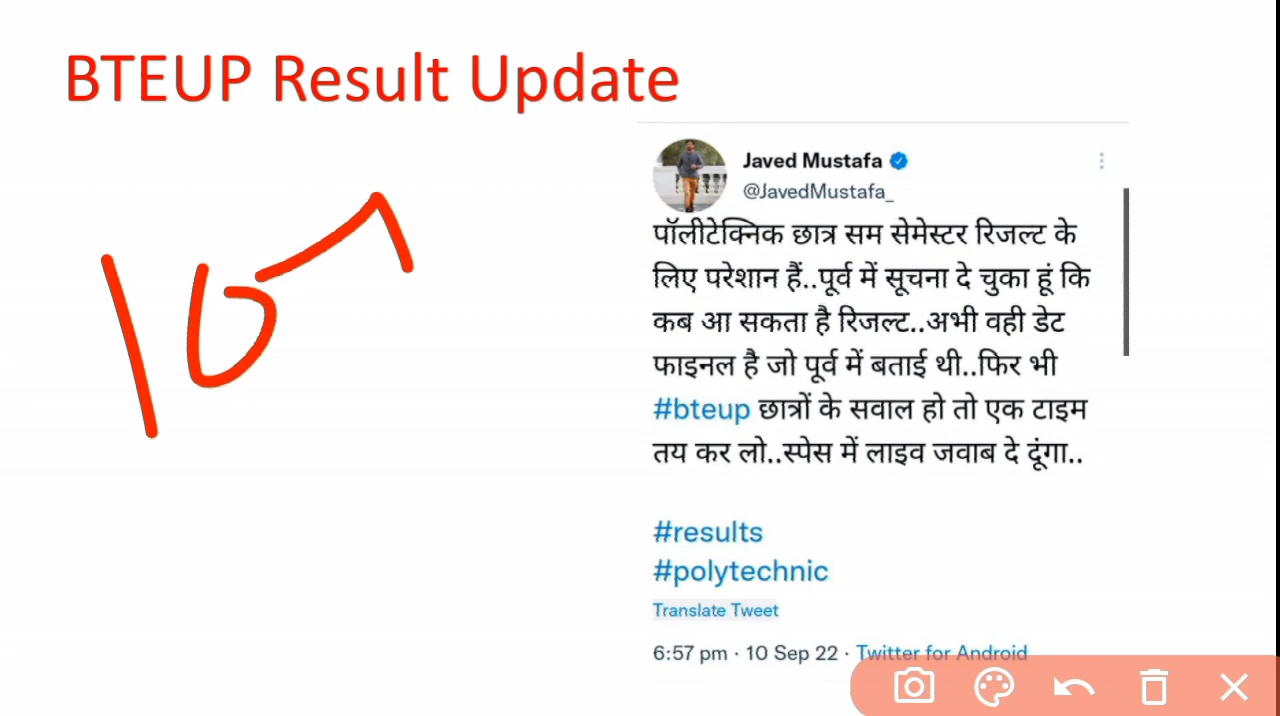 BTEUP Result Update
10
Javed Mustafa
@JavedMustafa_
पॉलीटेक्निक छात्र सम सेमेस्टर रिजल्ट के
लिए परेशान हैं..पूर्व में सूचना दे चुका हूं कि
कब आ सकता है रिजल्ट..अभी वही डेट
फाइनल है जो पूर्व में बताई थी..फिर भी
#bteup छात्रों के सवाल हो तो एक टाइम
तय कर लो..स्पेस में लाइव जवाब दे दूंगा..
#results
#polytechnic
Translate Tweet
6:57 pm · 10 Sep 22 · Twitter for Android